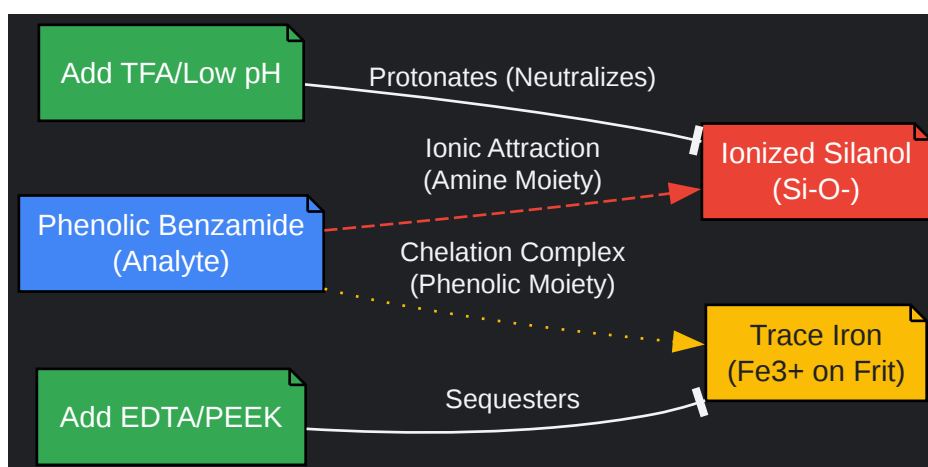 Add TFA/Low pH
Protonates (Neutralizes)
Ionized Silanol
(Si-O-)
Ionic Attraction
(Amine Moiety)
Phenolic Benzamide
(Analyte)
Chelation Complex
(Phenolic Moiety)
Trace Iron
(Fe3+ on Frit)
Add EDTA/PEEK
Sequesters